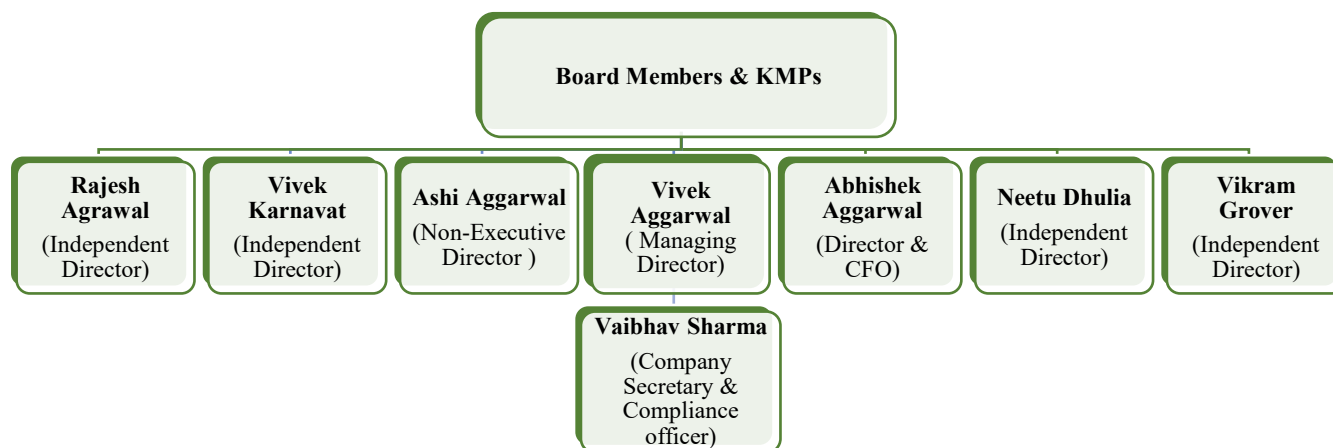 Board Members & KMPs
Rajesh
Agrawal
(Independent
Director)
Vivek
Karnavat
(Independent
Director)
Ashi Aggarwal
(Non-Executive
Director )
Vivek
Aggarwal
( Managing
Director)
Abhishek
Aggarwal
(Director &
CFO)
Neetu Dhulia
(Independent
Director)
Vikram
Grover
(Independent
Director)
Vaibhav Sharma
(Company
Secretary &
Compliance
officer)